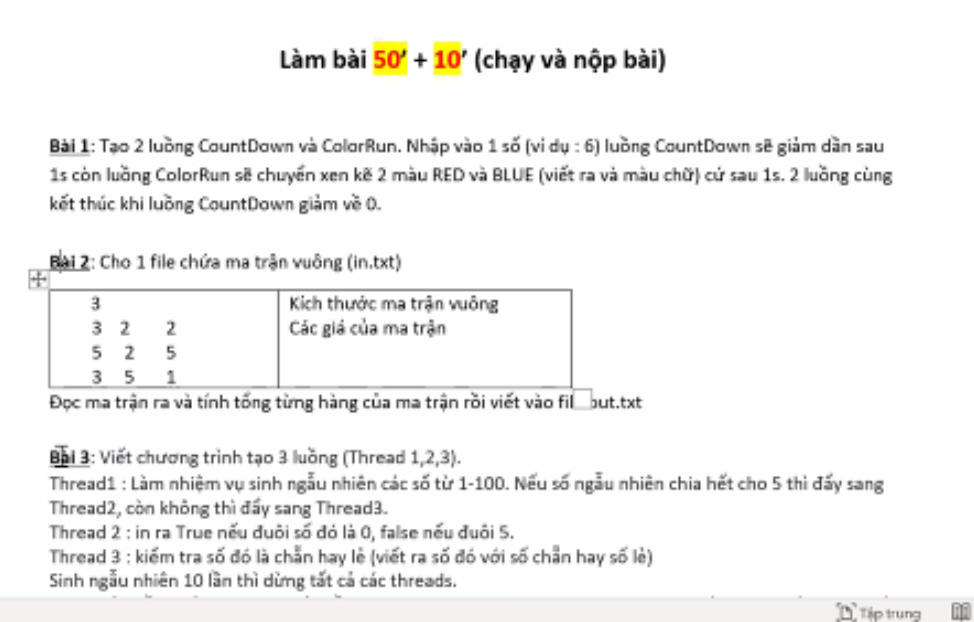 Làm bài 50’ + 10’ (chạy và nộp bài)
Bài 1: Tạo 2 luồng CountDown và ColorRun. Nhập vào 1 số (ví dụ : 6) luồng CountDown sẽ giảm dần sau
1s còn luồng ColorRun sẽ chuyển xen kẽ 2 màu RED và BLUE (viết ra và màu chữ) cứ sau 1s. 2 luồng cùng
kết thúc khi luồng CountDown giảm về 0.
Bài 2: Cho 1 file chứa ma trận vuông (in.txt)
3 Kích thước ma trận vuông
3 2 2 Các giá của ma trận
5 2 5
3 5 1
Đọc ma trận ra và tính tổng từng hàng của ma trận rồi viết vào fil out.txt
Bài 3: Viết chương trình tạo 3 luồng (Thread 1,2,3).
Thread1 : Làm nhiệm vụ sinh ngẫu nhiên các số từ 1-100. Nếu số ngẫu nhiên chia hết cho 5 thì đẩy sang
Thread2, còn không thì đẩy sang Thread3.
Thread 2 : in ra True nếu đuôi số đó là 0, false nếu đuôi 5.
Thread 3 : kiểm tra số đó là chẵn hay lẻ (viết ra số đó với số chẵn hay số lẻ)
Sinh ngẫu nhiên 10 lần thì dừng tất cả các threads.
Tập trung